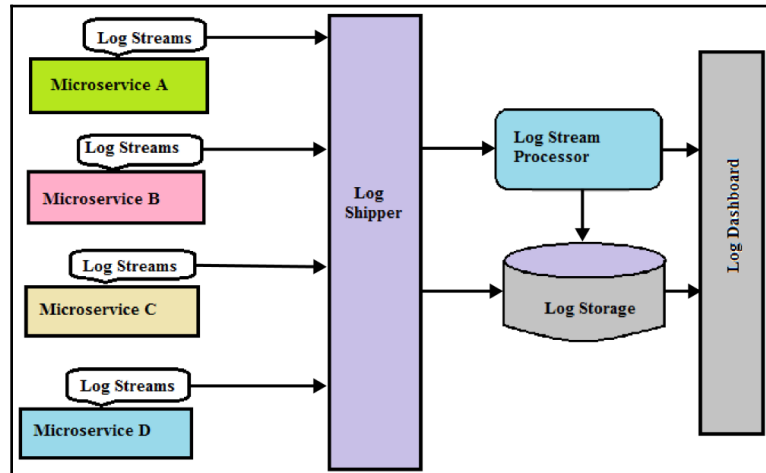 Log Streams
Microservice A
Log Streams
Microservice B
Log Streams
Microservice C
Log Streams
Microservice D
Log
Shipper
Log Stream
Processor
Log Storage
Log Dashboard